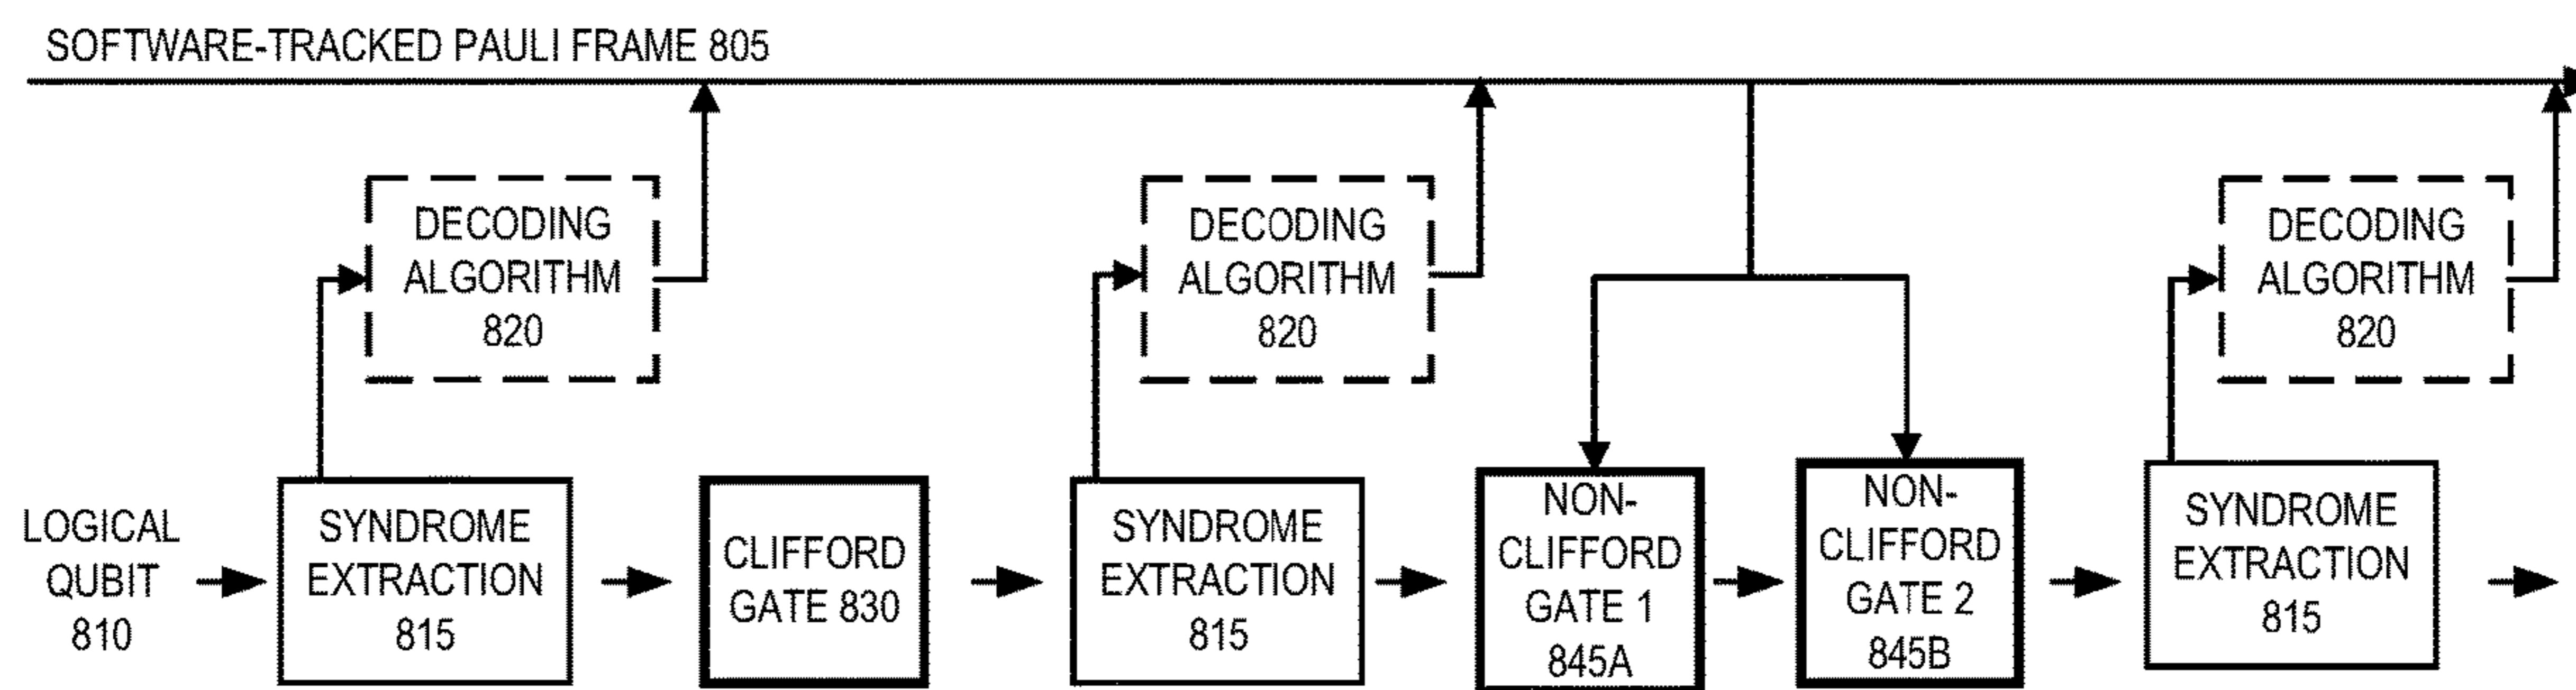 SOFTWARE-TRACKED PAULI FRAME 805
DECODING
ALGORITHM
820
DECODING
ALGORITHM
820
DECODING
ALGORITHM
820
LOGICAL
QUBIT
810
SYNDROME
EXTRACTION
815
CLIFFORD
GATE 830
SYNDROME
EXTRACTION
815
NON-
CLIFFORD
GATE 1
845A
NON-
CLIFFORD
GATE 2
845B
SYNDROME
EXTRACTION
815